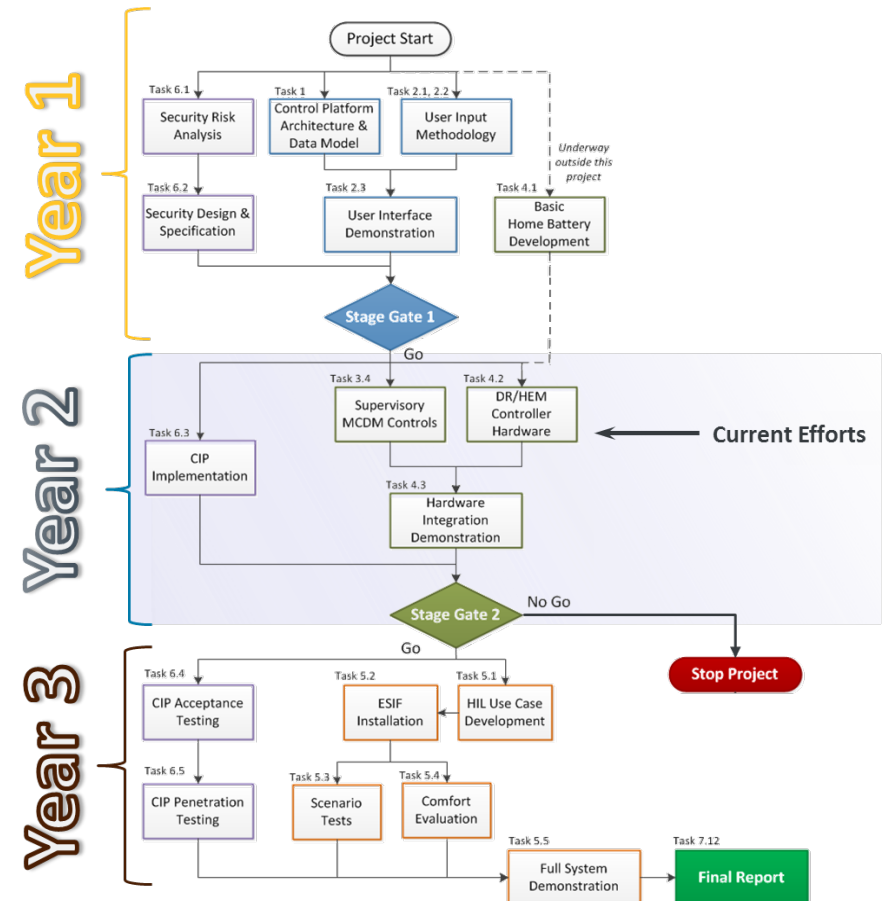 Year 1
Project Start
Task 6.1
Security Risk
Analysis
Task 1
Control Platform
Architecture &
Data Model
Task 2.1, 2.2
User Input
Methodology
Underway
outside this
project
Task 6.2
Security Design &
Specification
Task 2.3
User Interface
Demonstration
Task 4.1
Basic
Home Battery
Development
Stage Gate 1
Go
Year 2
Task 6.3
CIP
Implementation
Task 3.4
Supervisory
MCDM Controls
Task 4.2
DR/HEM
Controller
Hardware
Current Efforts
Task 4.3
Hardware
Integration
Demonstration
Stage Gate 2
No Go
Stop Project
Go
Year 3
Task 6.4
CIP Acceptance
Testing
Task 5.2
ESIF
Installation
Task 5.1
HIL Use Case
Development
Task 6.5
CIP Penetration
Testing
Task 5.3
Scenario
Tests
Task 5.4
Comfort
Evaluation
Task 5.5
Full System
Demonstration
Task 7.12
Final Report